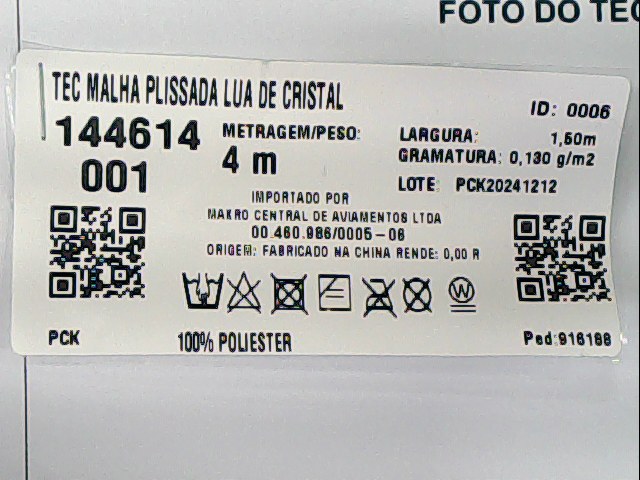 FOTO DO TEC
TEC MALHA PLISSADA LUA DE CRISTAL
ID: 0006
144614
001
METRAGEM/PESO:
4 m
LARGURA: 1,60m
GRAMATURA: 0,130 g/m2
LOTE: PCK20241212
IMPORTADO POR
MAKRO CENTRAL DE AVIAMENTOS LTDA
00.460.986/0005-06
ORIGEM: FABRICADO NA CHINA RENDE: 0,00 R
W
PCK
100% POLIESTER
Ped:916188